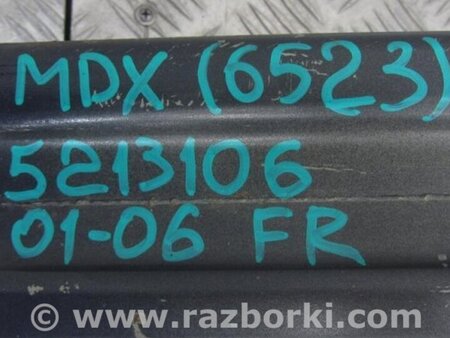 MDX (6523)
5213106
01-06 FR
© www.razborki.com